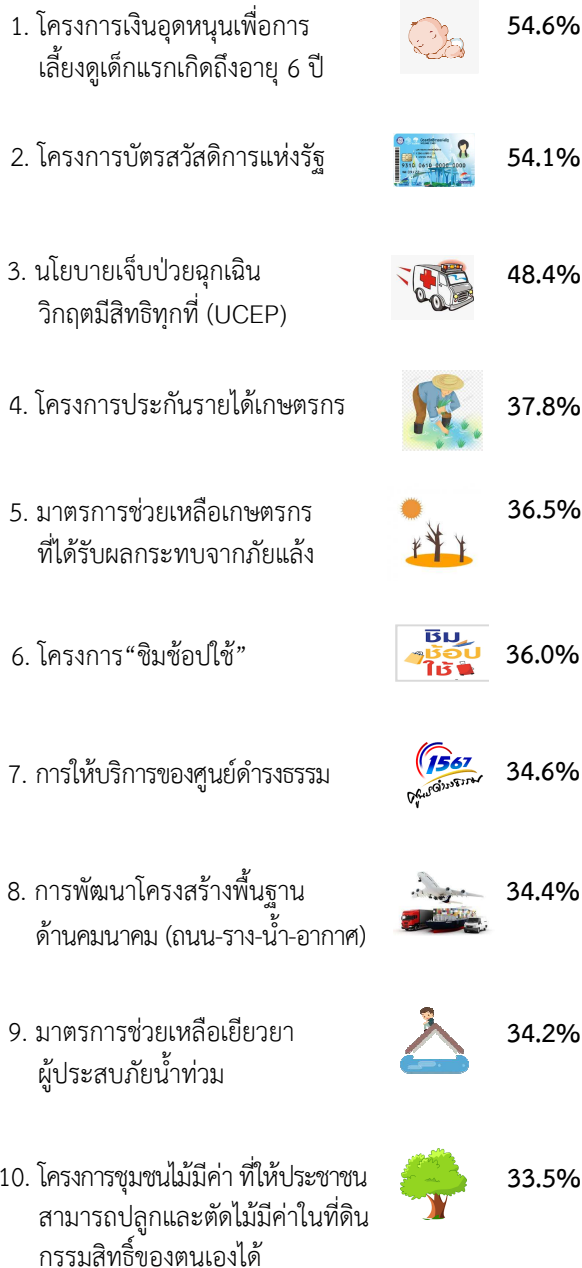 1. โครงการเงินอุดหนุนเพื่อการ 54.6%
เลี้ยงดูเด็กแรกเกิดถึงอายุ 6 ปี
2. โครงการบัตรสวัสดิการแห่งรัฐ 54.1%
3. นโยบายเจ็บป่วยฉุกเฉิน 48.4%
วิกฤตมีสิทธิทุกที่ (UCEP)
4. โครงการประกันรายได้เกษตรกร 37.8%
5. มาตรการช่วยเหลือเกษตรกร 36.5%
ที่ได้รับผลกระทบจากภัยแล้ง
6. โครงการ“ชิมช้อปใช้” 36.0%
ชิม
ช้อป
ใช้
7. การให้บริการของศูนย์ดำรงธรรม 34.6%
1567
ศูนย์ดำรงธรรม
8. การพัฒนาโครงสร้างพื้นฐาน 34.4%
ด้านคมนาคม (ถนน-ราง-น้ำ-อากาศ)
9. มาตรการช่วยเหลือเยียวยา 34.2%
ผู้ประสบภัยน้ำท่วม
10. โครงการชุมชนไม้มีค่า ที่ให้ประชาชน 33.5%
สามารถปลูกและตัดไม้มีค่าในที่ดิน
กรรมสิทธิ์ของตนเองได้